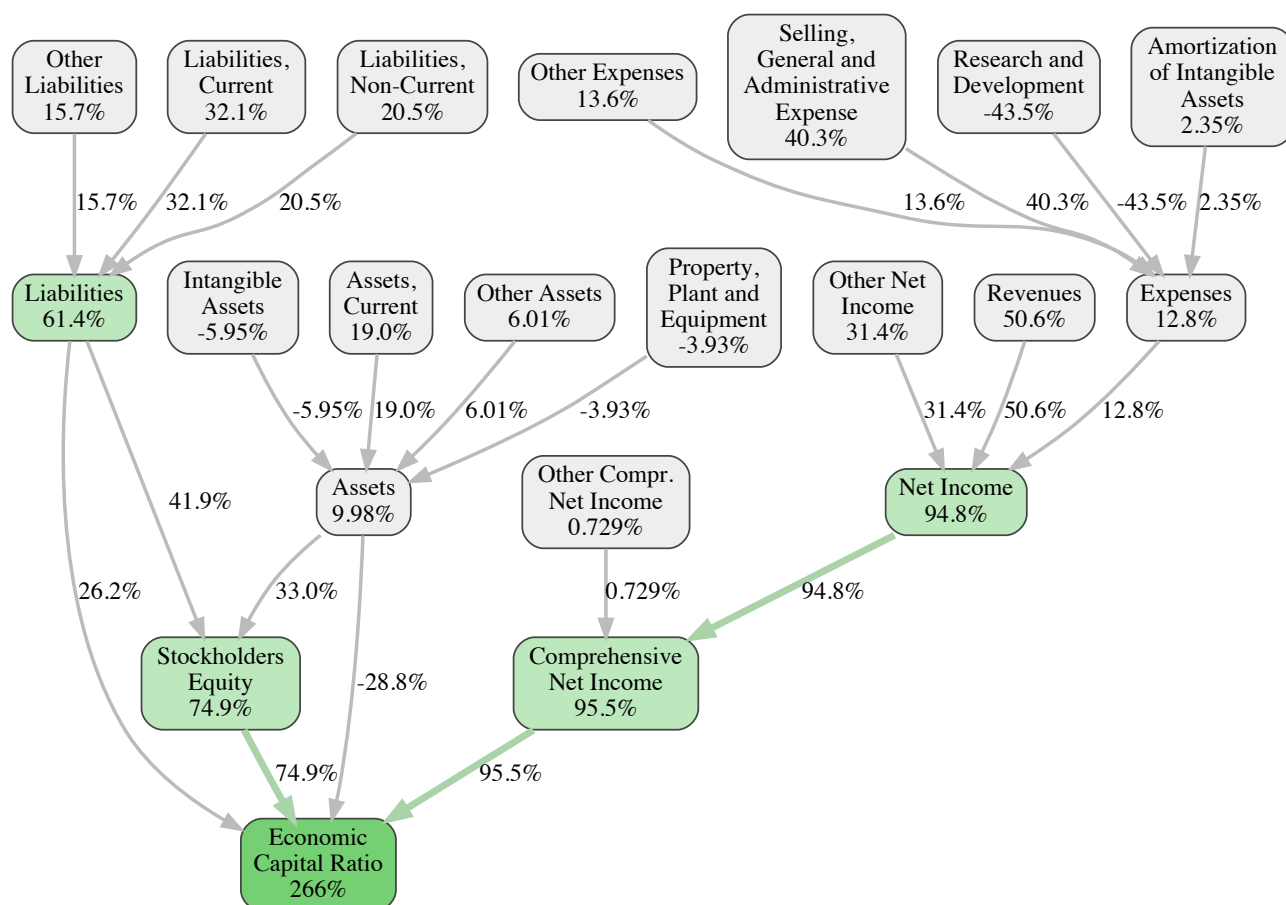 Other
Liabilities
15.7%
Liabilities,
Current
32.1%
Liabilities,
Non-Current
20.5%
Other Expenses
13.6%
Selling,
General and
Administrative
Expense
40.3%
Research and
Development
-43.5%
Amortization
of Intangible
Assets
2.35%
15.7%
32.1%
20.5%
13.6%
40.3%
-43.5%
2.35%
Liabilities
61.4%
Intangible
Assets
-5.95%
Assets,
Current
19.0%
Other Assets
6.01%
Property,
Plant and
Equipment
-3.93%
Other Net
Income
31.4%
Revenues
50.6%
Expenses
12.8%
-5.95%
19.0%
6.01%
-3.93%
31.4%
50.6%
12.8%
41.9%
Assets
9.98%
Other Compr.
Net Income
0.729%
Net Income
94.8%
26.2%
33.0%
0.729%
94.8%
Stockholders
Equity
74.9%
-28.8%
Comprehensive
Net Income
95.5%
74.9%
95.5%
Economic
Capital Ratio
266%